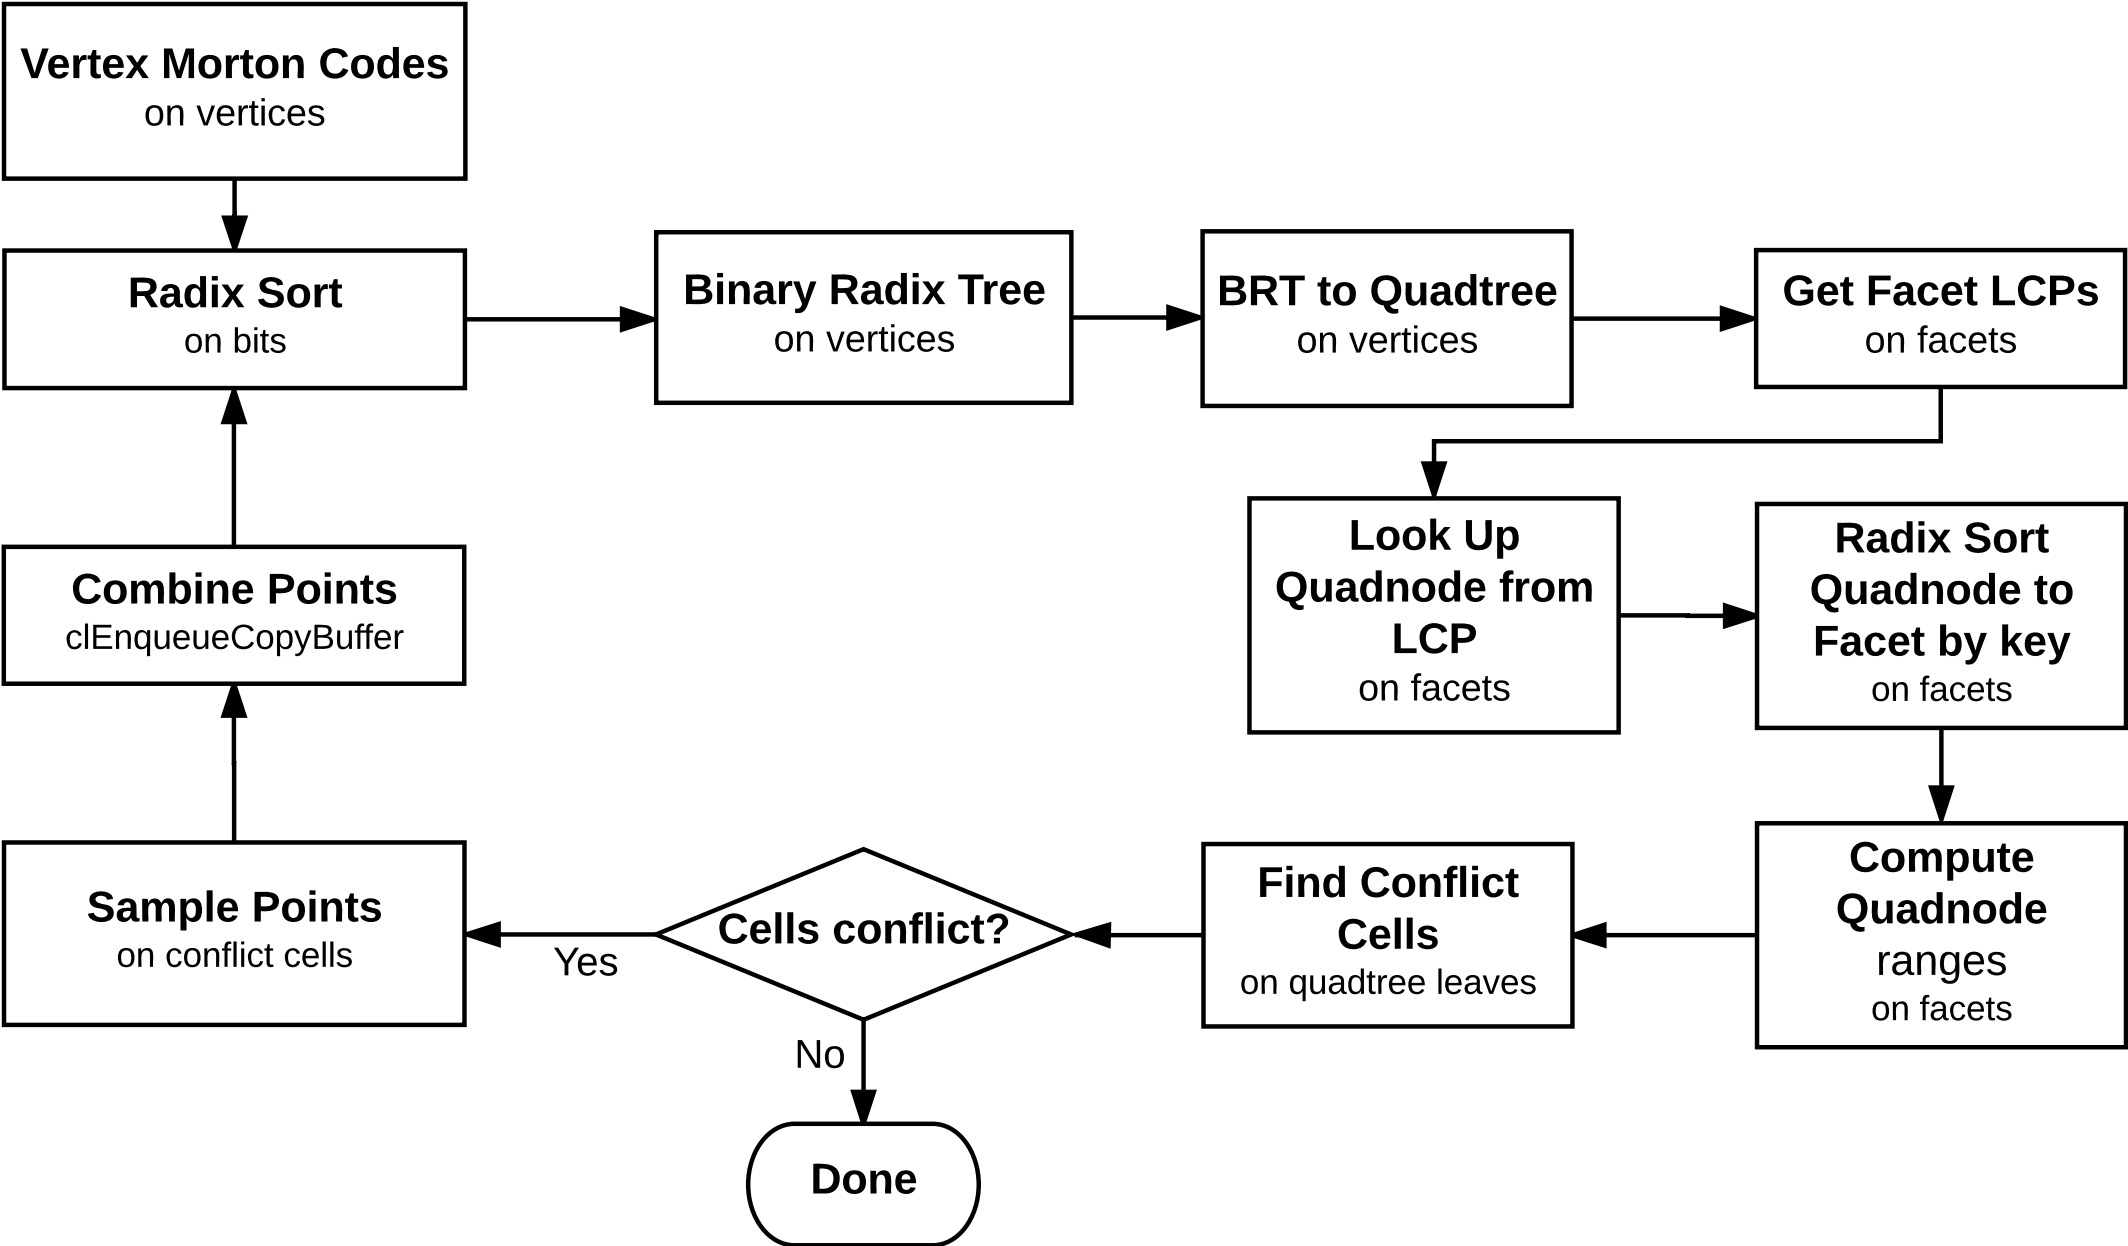 Vertex Morton Codes
on vertices
Radix Sort
on bits
Binary Radix Tree
on vertices
BRT to Quadtree
on vertices
Get Facet LCPs
on facets
Look Up
Quadnode from
LCP
on facets
Radix Sort
Quadnode to
Facet by key
on facets
Compute
Quadnode
ranges
on facets
Find Conflict
Cells
on quadtree leaves
Cells conflict?
Yes
No
Done
Sample Points
on conflict cells
Combine Points
clEnqueueCopyBuffer